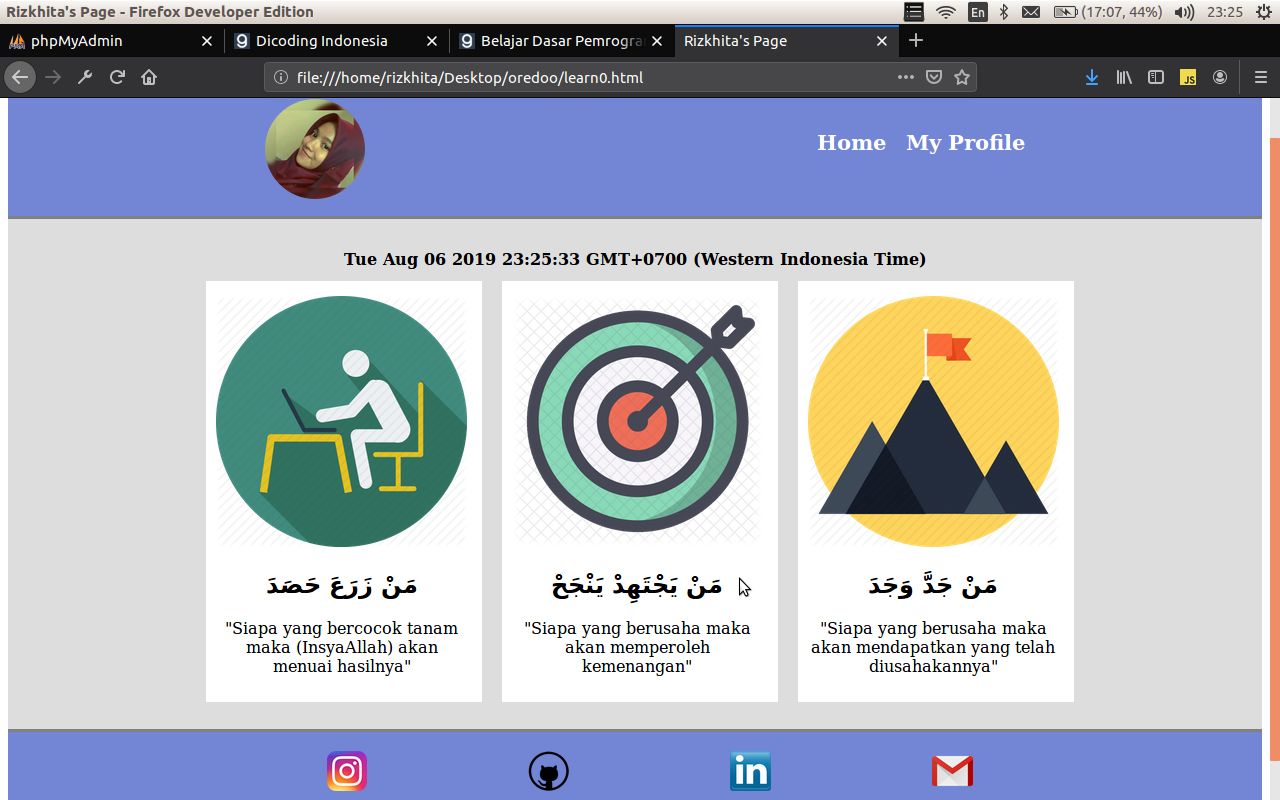 Rizkhita's Page - Firefox Developer Edition
En
(17:07, 44%)
23:25
phpMyAdmin
Dicoding Indonesia
Belajar Dasar Pemrogra
Rizkhita's Page
file:///home/rizkhita/Desktop/oredoo/learn0.html
JS
Home
My Profile
Tue Aug 06 2019 23:25:33 GMT+0700 (Western Indonesia Time)
مَنْ زَرَعَ حَصَدَ
"Siapa yang bercocok tanam
maka (InsyaAllah) akan
menuai hasilnya"
مَنْ يَجْتَهِدْ يَنْجَحْ
"Siapa yang berusaha maka
akan memperoleh
kemenangan"
مَنْ جَدَّ وَجَدَ
"Siapa yang berusaha maka
akan mendapatkan yang telah
diusahakannya"
in